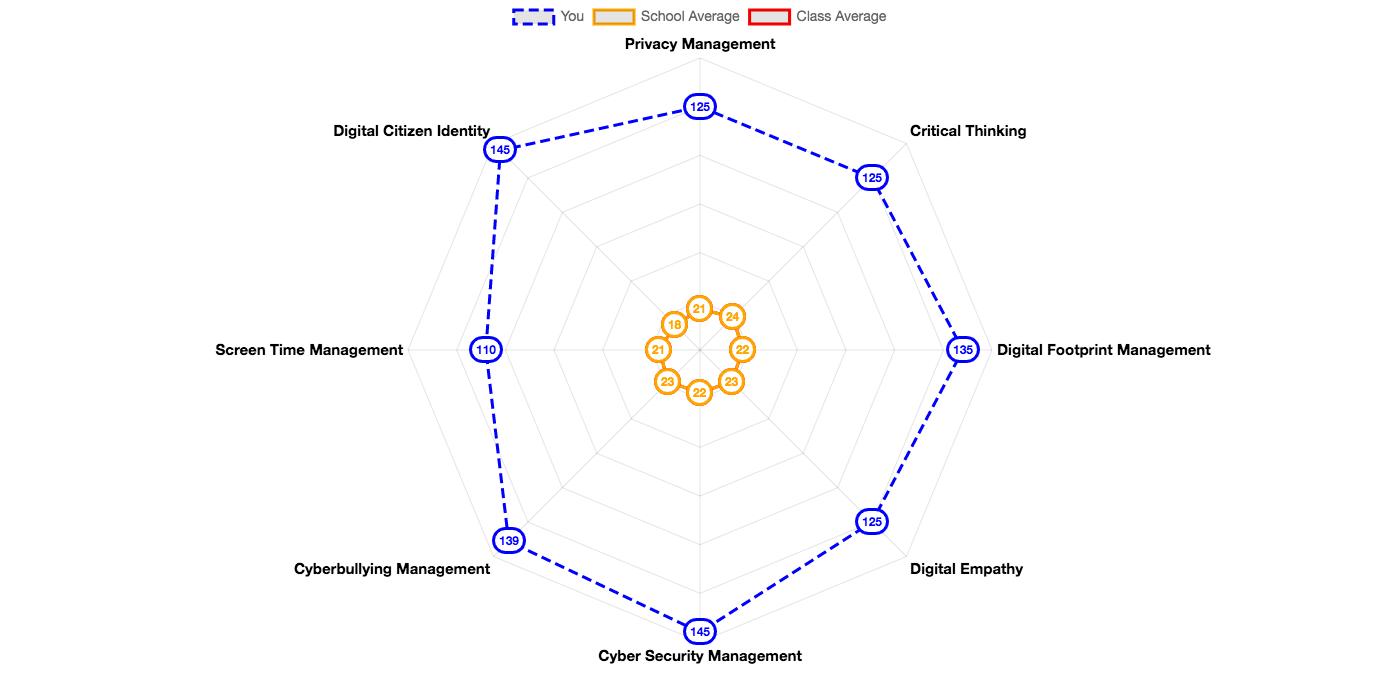 You School Average Class Average
Privacy Management
125
Digital Citizen Identity
145
Critical Thinking
125
21
18
24
Screen Time Management
110
21
22
135
Digital Footprint Management
23
23
22
125
139
Cyberbullying Management
Digital Empathy
145
Cyber Security Management